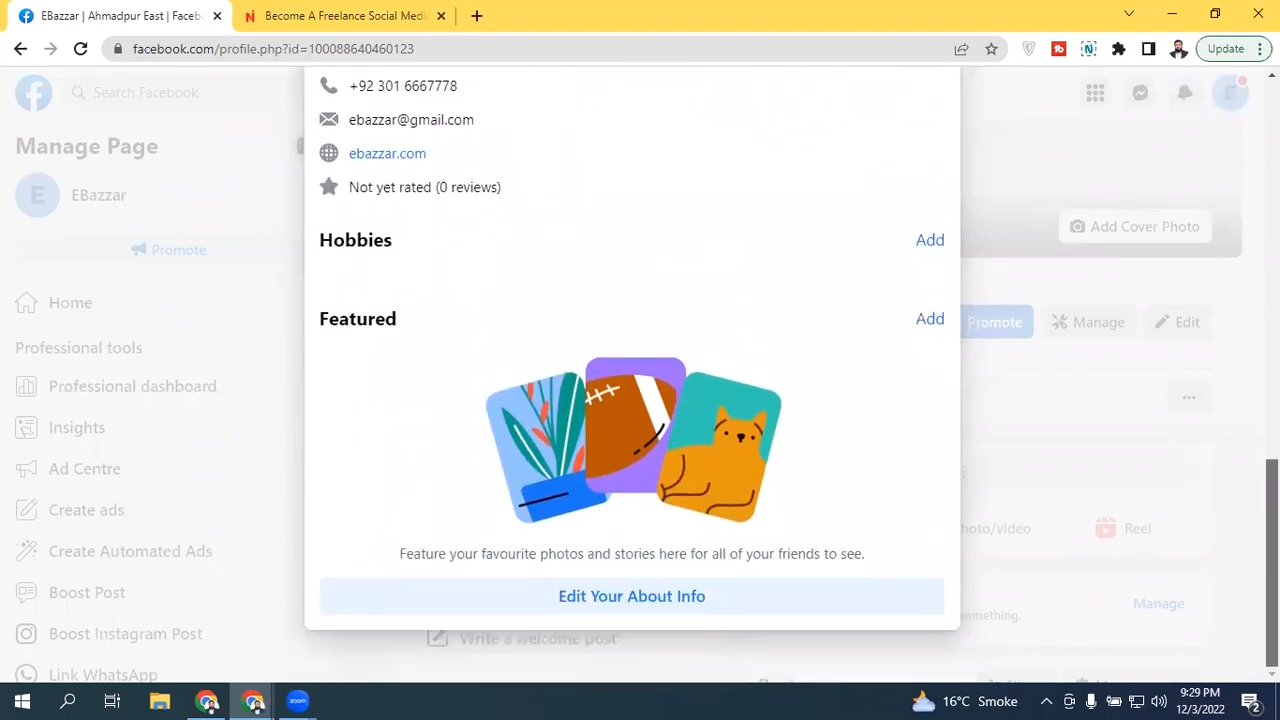 EBazzar | Ahmadpur East | Faceb
Become A Freelance Social Medi
facebook.com/profile.php?id=100088640460123
Update
Search Facebook
E
Manage Page
E
EBazzar
Promote
Home
Professional tools
Professional dashboard
Insights
Ad Centre
Create ads
Create Automated Ads
Boost Post
Boost Instagram Post
Link WhatsApp
+92 301 6667778
ebazzar@gmail.com
ebazzar.com
Not yet rated (0 reviews)
Hobbies
Add
Featured
Add
Feature your favourite photos and stories here for all of your friends to see.
Edit Your About Info
Write a welcome post
Add Cover Photo
Promote
Manage
Edit
hoto/video
Reel
Manage
omething.
zoom
16°C Smoke
9:29 PM
12/3/2022
2